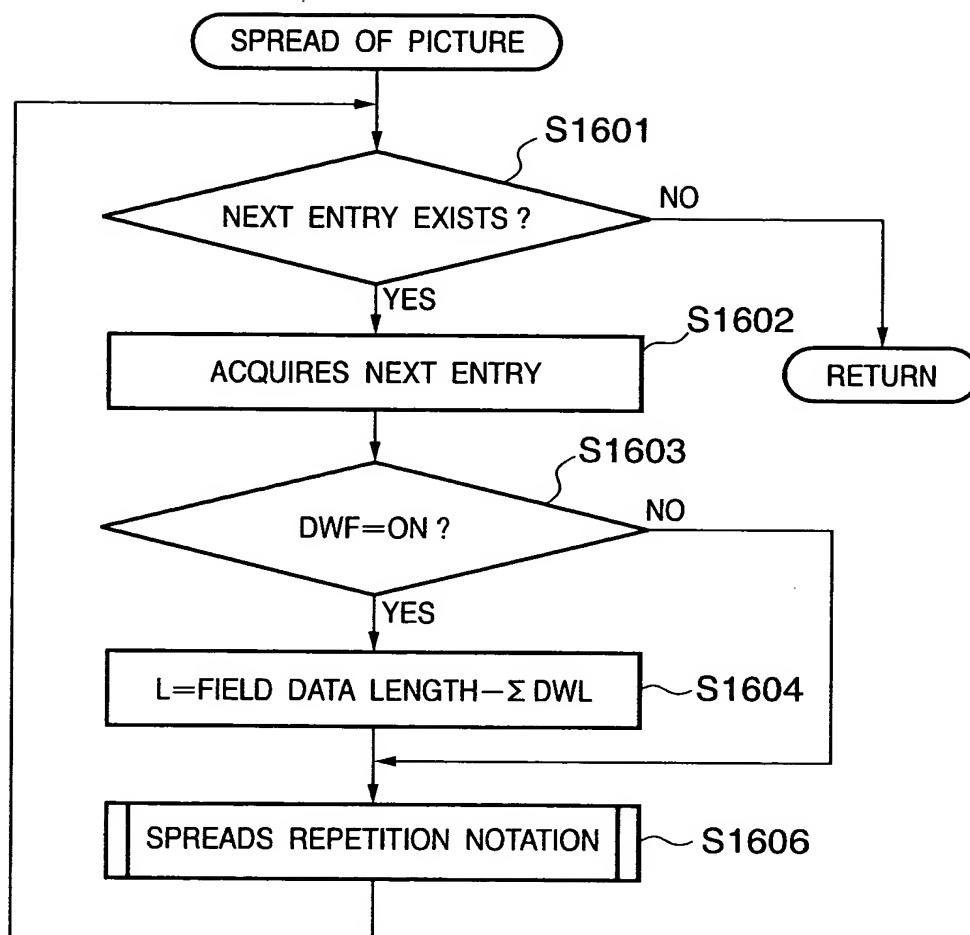 SPREAD OF PICTURE
S1601
NEXT ENTRY EXISTS?
NO
YES
S1602
ACQUIRES NEXT ENTRY
RETURN
S1603
DWF=ON?
NO
YES
L=FIELD DATA LENGTH-Σ DWL
S1604
SPREADS REPETITION NOTATION
S1606